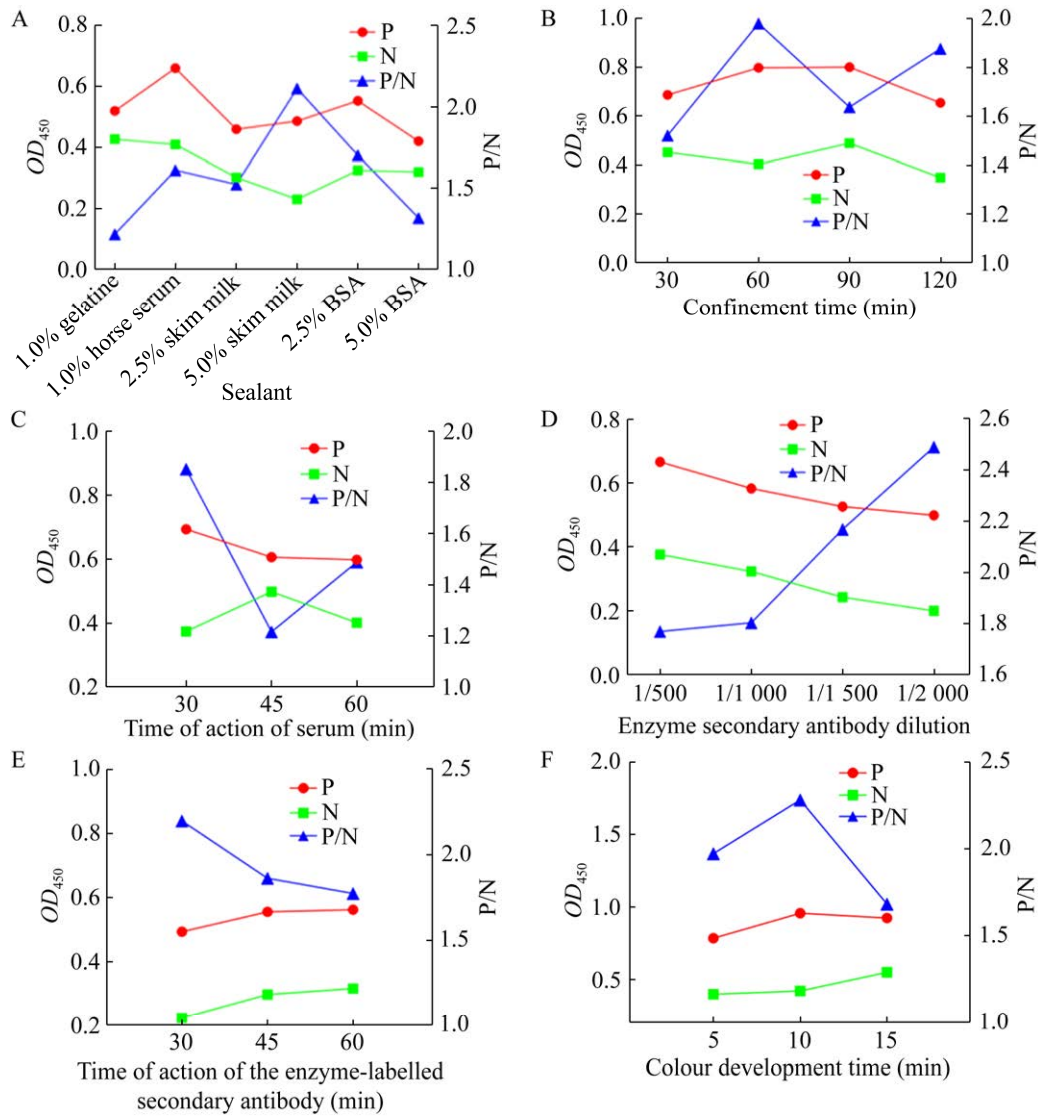 A
0.8
0.6
0.4
0.2
0.0
OD450
P
N
P/N
2.5
2.0
1.5
1.0
P/N
1.0% gelatine
1.0% horse serum
2.5% skim milk
5.0% skim milk
2.5% BSA
5.0% BSA
Sealant
B
1.0
0.8
0.6
0.4
0.2
0.0
OD450
P
N
P/N
2.0
1.8
1.6
1.4
1.2
1.0
P/N
30 60 90 120
Confinement time (min)
C
1.0
0.8
0.6
0.4
0.2
OD450
P
N
P/N
2.0
1.8
1.6
1.4
1.2
1.0
P/N
30 45 60
Time of action of serum (min)
D
0.8
0.6
0.4
0.2
0.0
OD450
P
N
P/N
2.6
2.4
2.2
2.0
1.8
1.6
P/N
1/500 1/1 000 1/1 500 1/2 000
Enzyme secondary antibody dilution
E
1.0
0.8
0.6
0.4
0.2
OD450
P
N
P/N
2.5
2.0
1.5
1.0
P/N
30 45 60
Time of action of the enzyme-labelled
secondary antibody (min)
F
2.0
1.5
1.0
0.5
OD450
P
N
P/N
2.5
2.0
1.5
1.0
P/N
5 10 15
Colour development time (min)